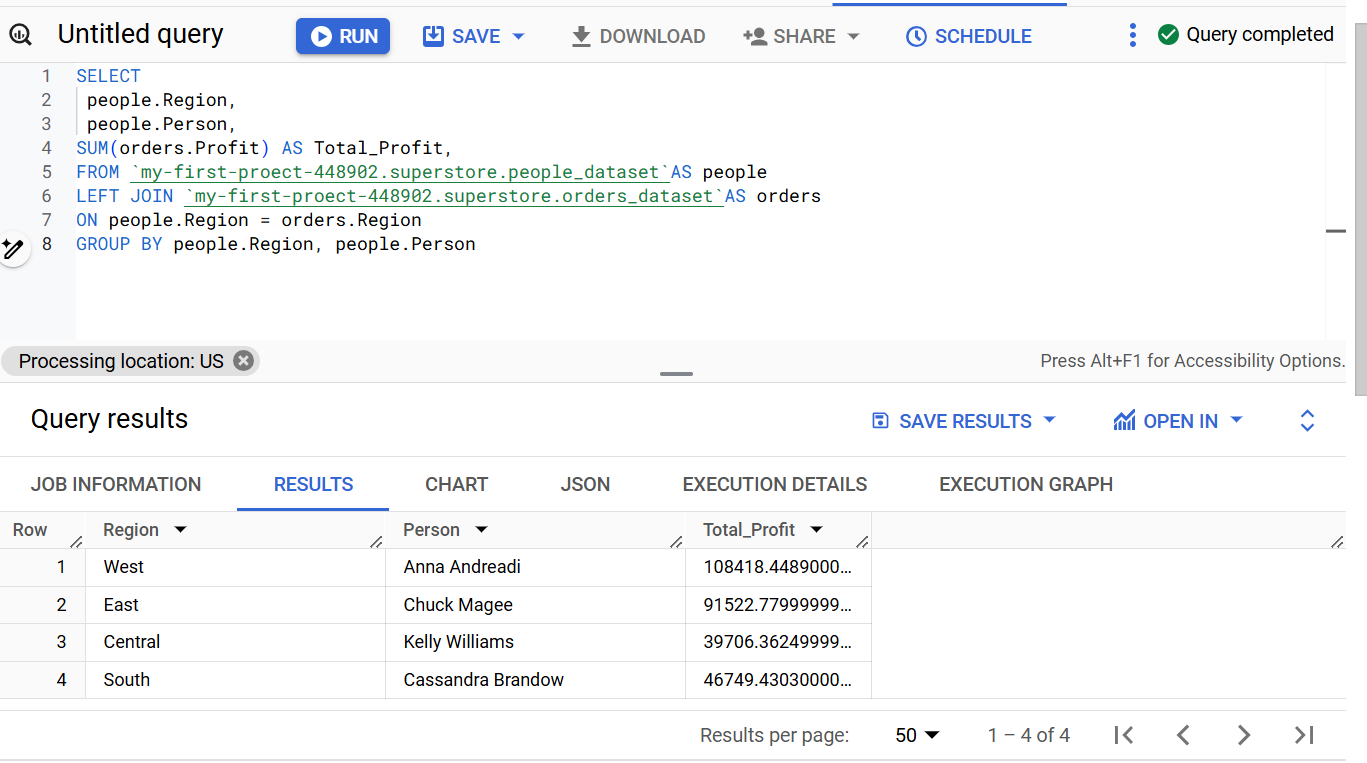 Untitled query RUN SAVE DOWNLOAD SHARE SCHEDULE Query completed
1 SELECT
2 people.Region,
3 people.Person,
4 SUM(orders.Profit) AS Total_Profit,
5 FROM `my-first-proect-448902.superstore.people_dataset`AS people
6 LEFT JOIN `my-first-proect-448902.superstore.orders_dataset`AS orders
7 ON people.Region = orders.Region
8 GROUP BY people.Region, people.Person
Processing location: US Press Alt+F1 for Accessibility Options.
Query results SAVE RESULTS OPEN IN
JOB INFORMATION RESULTS CHART JSON EXECUTION DETAILS EXECUTION GRAPH
Row Region Person Total_Profit
1 West Anna Andreadi 108418.4489000...
2 East Chuck Magee 91522.77999999...
3 Central Kelly Williams 39706.36249999...
4 South Cassandra Brandow 46749.43030000...
Results per page: 50 1 – 4 of 4